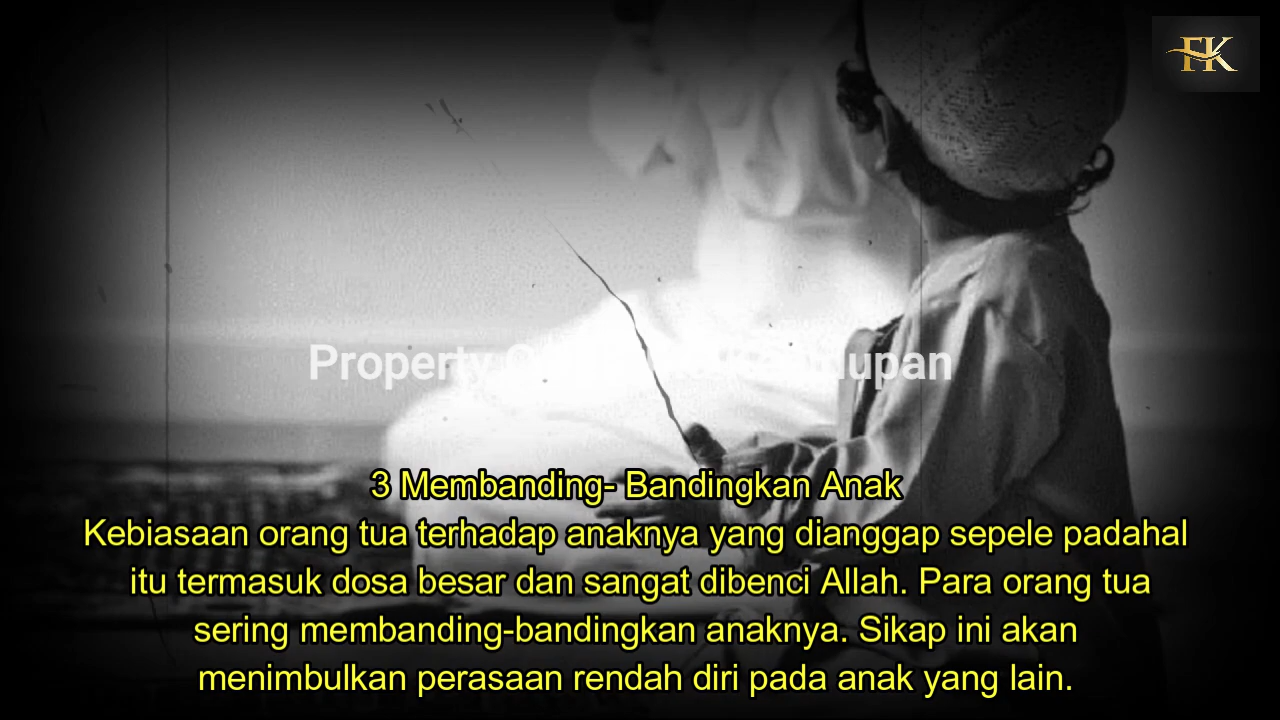 FK
Property
3 Membanding- Bandingkan Anak
Kebiasaan orang tua terhadap anaknya yang dianggap sepele padahal
itu termasuk dosa besar dan sangat dibenci Allah. Para orang tua
sering membanding-bandingkan anaknya. Sikap ini akan
menimbulkan perasaan rendah diri pada anak yang lain.